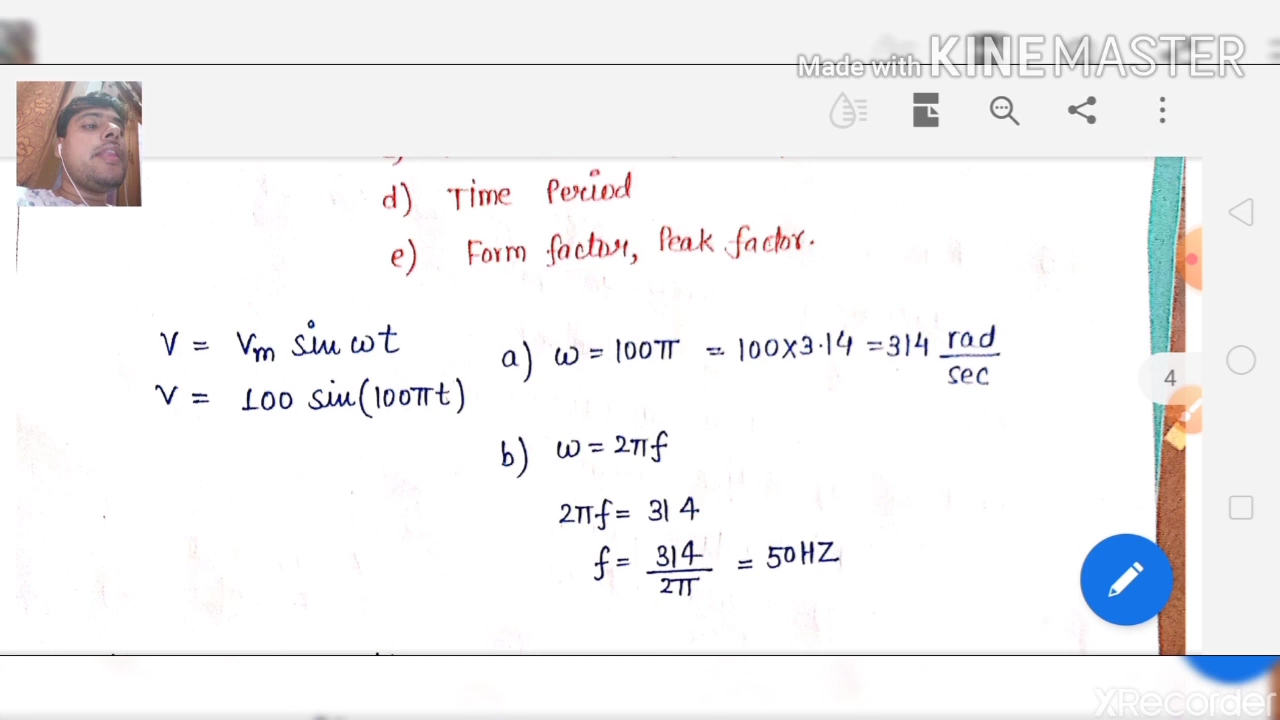 Made with KINEMASTER
d) Time Period
e) Form factor, Peak factor.
V = Vm sin ωt
V = 100 sin(100πt)
a) ω = 100π = 100×3.14 = 314 rad/sec
4
b) ω = 2πf
2πf = 314
f = 314/2π = 50HZ
XRecorder